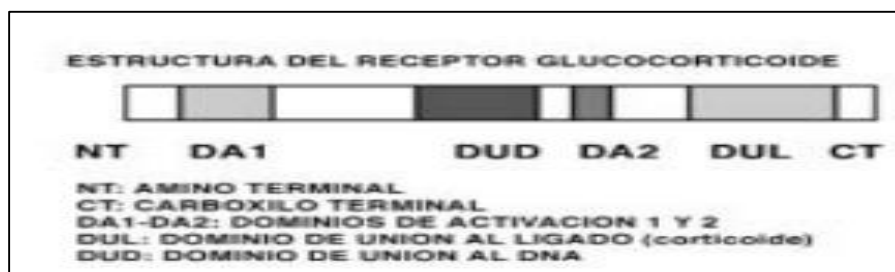 ESTRUCTURA DEL RECEPTOR GLUCOCORTICOIDE
NT DA1 DUD DA2 DUL CT
NT: AMINO TERMINAL
CT: CARBOXILO TERMINAL
DA1-DA2: DOMINIOS DE ACTIVACION 1 Y 2
DUL: DOMINIO DE UNION AL LIGADO (corticoide)
DUD: DOMINIO DE UNION AL DNA